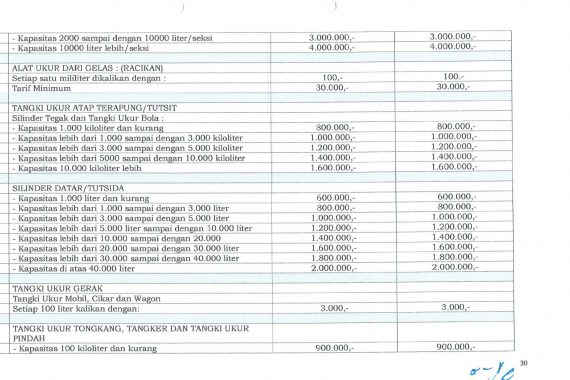 - Kapasitas 2000 sampai dengan 10000 liter/seksi 3.000.000,- 3.000.000,-
- Kapasitas 10000 liter lebih/seksi 4.000.000,- 4.000.000,-
ALAT UKUR DARI GELAS : (RACIKAN)
Setiap satu mililiter dikalikan dengan : 100,- 100.-
Tarif Minimum 30.000,- 30.000,-
TANGKI UKUR ATAP TERAPUNG/TUTSIT
Silinder Tegak dan Tangki Ukur Bola :
- Kapasitas 1.000 kiloliter dan kurang 800.000,- 800.000,-
- Kapasitas lebih dari 1.000 sampai dengan 3.000 kiloliter 1.000.000,- 1.000.000,-
- Kapasitas lebih dari 3.000 sampai dengan 5.000 kiloliter 1.200.000,- 1.200.000,-
- Kapasitas lebih dari 5000 sampai dengan 10.000 kiloliter 1.400.000,- 1.400.000,-
- Kapasitas 10.000 kiloliter lebih 1.600.000,- 1.600.000,-
SILINDER DATAR/TUTSIDA
- Kapasitas 1.000 liter dan kurang 600.000,- 600.000,-
- Kapasitas lebih dari 1.000 sampai dengan 3.000 liter 800.000,- 800.000,-
- Kapasitas lebih dari 3.000 sampai dengan 5.000 liter 1.000.000,- 1.000.000,-
- Kapasitas lebih dari 5.000 liter sampai dengan 10.000 liter 1.200.000,- 1.200.000,-
- Kapasitas lebih dari 10.000 sampai dengan 20.000 1.400.000,- 1.400.000,-
- Kapasitas lebih dari 20.000 sampai dengan 30.000 liter 1.600.000,- 1.600.000,-
- Kapasitas lebih dari 30.000 sampai dengan 40.000 liter 1.800.000,- 1.800.000,-
- Kapasitas di atas 40.000 liter 2.000.000,- 2.000.000,-
TANGKI UKUR GERAK
Tangki Ukur Mobil, Cikar dan Wagon
Setiap 100 liter kalikan dengan: 3.000,- 3.000,-
TANGKI UKUR TONGKANG, TANGKER DAN TANGKI UKUR
PINDAH
- Kapasitas 100 kiloliter dan kurang 900.000,- 900.000,-
30